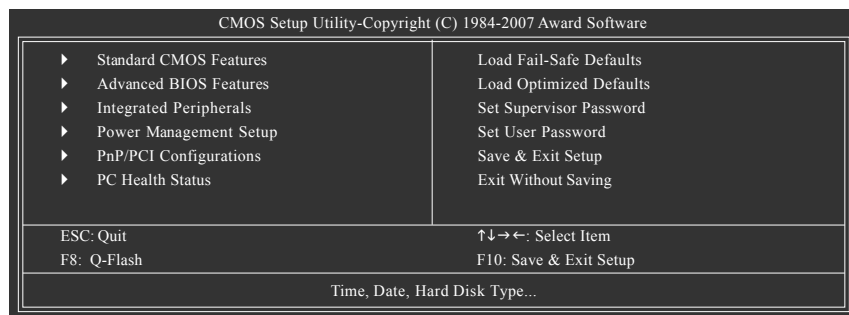 CMOS Setup Utility-Copyright (C) 1984-2007 Award Software
▶ Standard CMOS Features
▶ Advanced BIOS Features
▶ Integrated Peripherals
▶ Power Management Setup
▶ PnP/PCI Configurations
▶ PC Health Status
Load Fail-Safe Defaults
Load Optimized Defaults
Set Supervisor Password
Set User Password
Save & Exit Setup
Exit Without Saving
ESC: Quit
F8: Q-Flash
↑↓→←: Select Item
F10: Save & Exit Setup
Time, Date, Hard Disk Type...